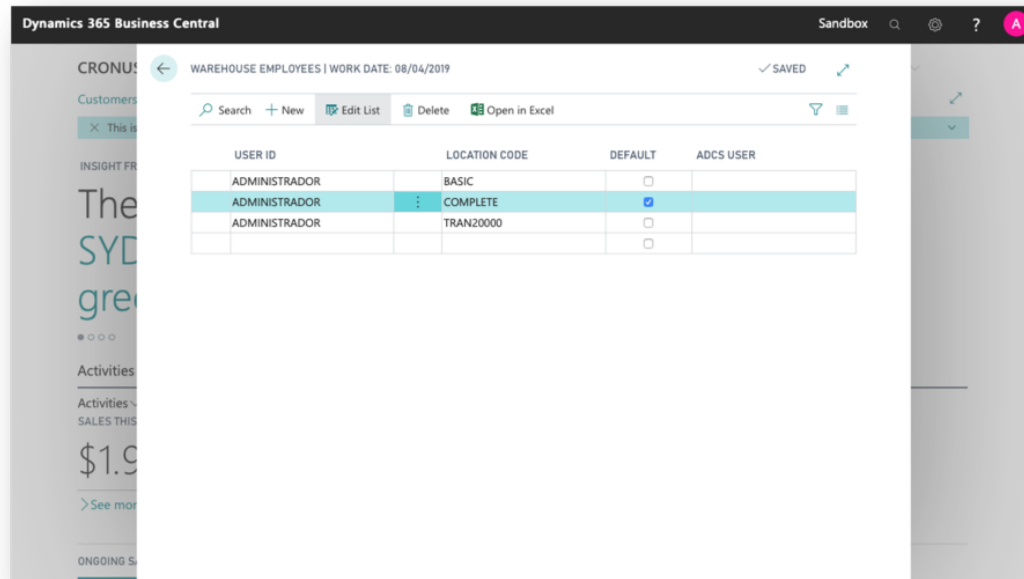 Dynamics 365 Business Central Sandbox ? A
CRONUS
WAREHOUSE EMPLOYEES | WORK DATE: 08/04/2019 SAVED
Customers
Search New Edit List Delete Open in Excel
This is
USER ID LOCATION CODE DEFAULT ADCS USER
INSIGHT FR
ADMINISTRADOR BASIC
The
ADMINISTRADOR COMPLETE
ADMINISTRADOR TRAN20000
SYD
gre
Activities
Activities
SALES THIS
$1.9
See mor
ONGOING SA